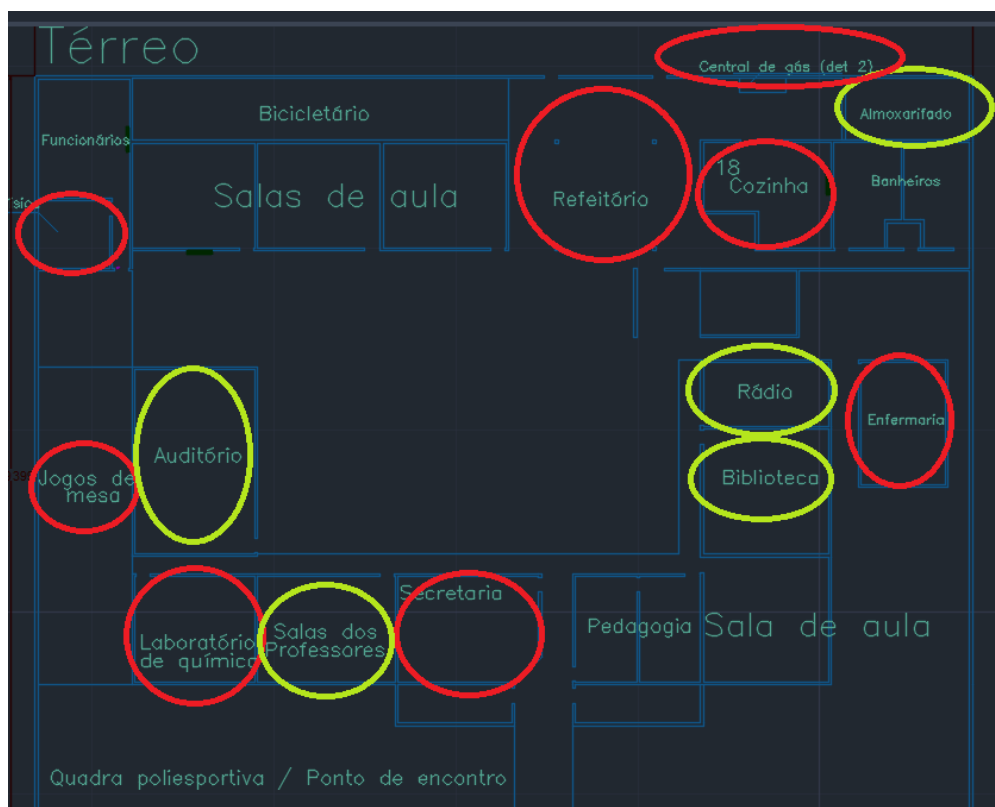 Térreo
Central de gás (det 2)
Bicicletário
Almoxarifado
Funcionários
18
Cozinha
Banheiros
Salas de aula
Refeitório
Rádio
Enfermaria
Auditório
Biblioteca
Jogos de
mesa
Secretaria
Laboratório
de química
Salas dos
Professores
Pedagogia
Sala de aula
Quadra poliesportiva / Ponto de encontro